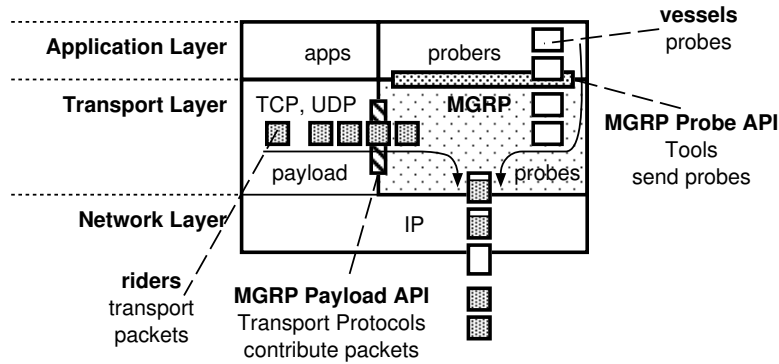 vessels
probes
Application Layer
apps
probers
Transport Layer
TCP, UDP
MGRP
MGRP Probe API
Tools
send probes
payload
probes
Network Layer
IP
riders
transport
packets
MGRP Payload API
Transport Protocols
contribute packets